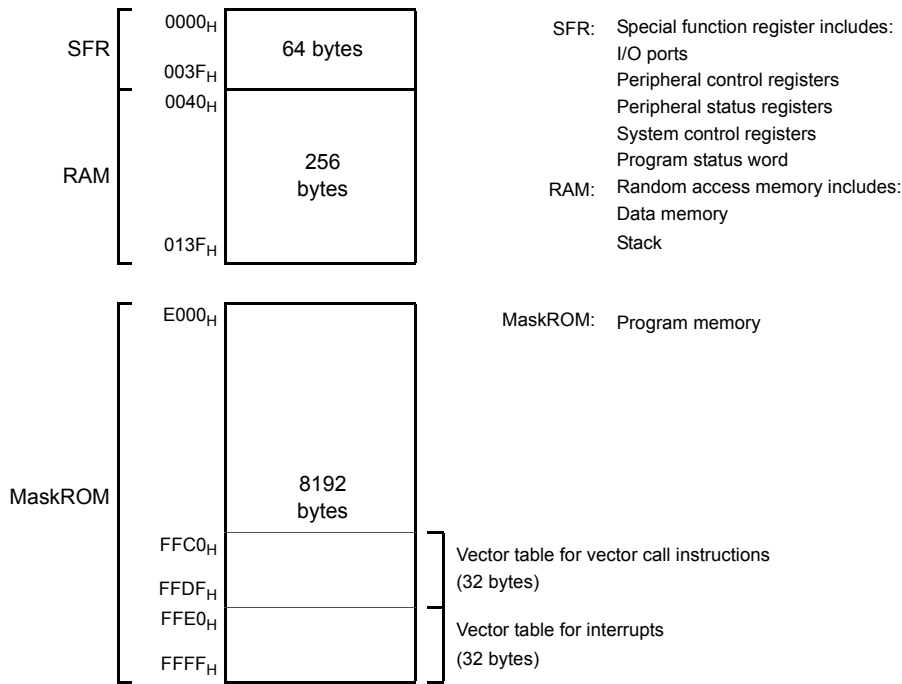 SFR
0000H
64 bytes
003FH
RAM
0040H
256
bytes
013FH
MaskROM
E000H
8192
bytes
FFC0H
FFDFH
FFE0H
FFFFH
Vector table for vector call instructions
(32 bytes)
Vector table for interrupts
(32 bytes)
SFR: Special function register includes:
I/O ports
Peripheral control registers
Peripheral status registers
System control registers
Program status word
RAM: Random access memory includes:
Data memory
Stack
MaskROM: Program memory